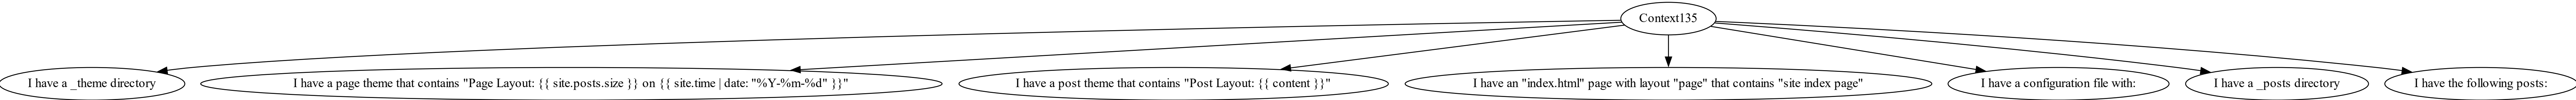 Context135
I have a _theme directory
I have a page theme that contains "Page Layout: {{ site.posts.size }} on {{ site.time | date: "%Y-%m-%d" }}"
I have a post theme that contains "Post Layout: {{ content }}"
I have an "index.html" page with layout "page" that contains "site index page"
I have a configuration file with:
I have a _posts directory
I have the following posts: